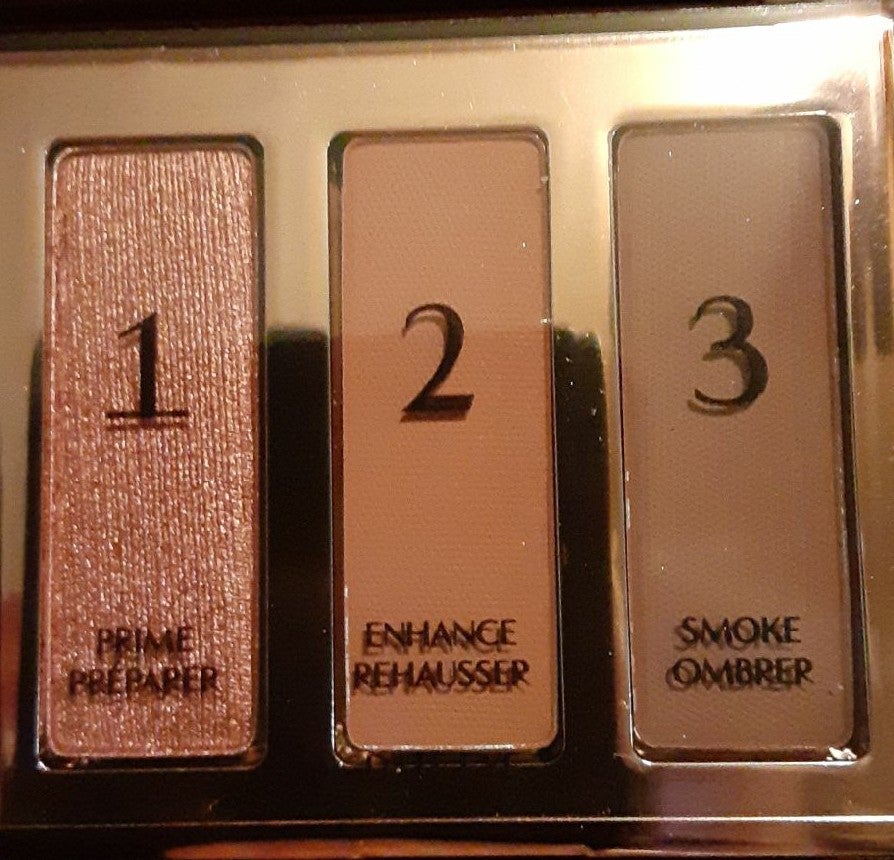 1
PRIME
PRÉPARER
2
ENHANCE
REHAUSSER
3
SMOKE
OMBRER